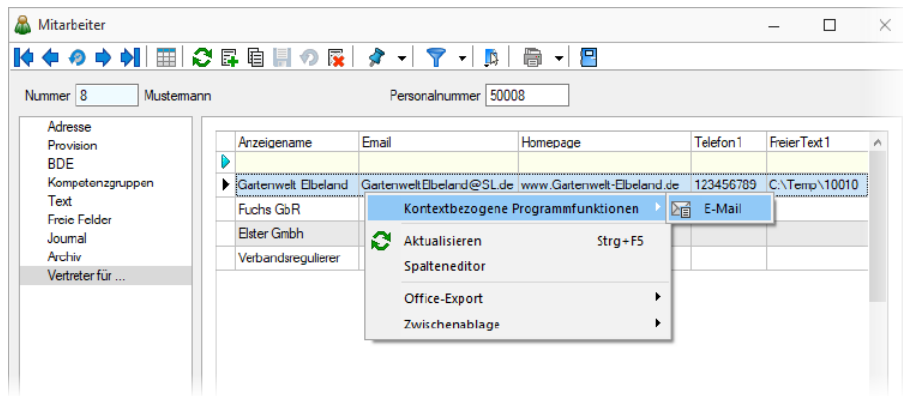 Mitarbeiter
Nummer 8 Mustermann Personalnummer 50008
Adresse
Provision
BDE
Kompetenzgruppen
Text
Freie Felder
Journal
Archiv
Vertreter für ...
Anzeigename Email Homepage Telefon1 FreierText1
Gartenwelt Elbeland GartenweltElbeland@SL.de www.Gartenwelt-Elbeland.de 123456789 C:\Temp\10010
Fuchs GbR
Elster Gmbh
Verbandsregulierer
Kontextbezogene Programmfunktionen E-Mail
Aktualisieren Strg+F5
Spalteneditor
Office-Export
Zwischenablage